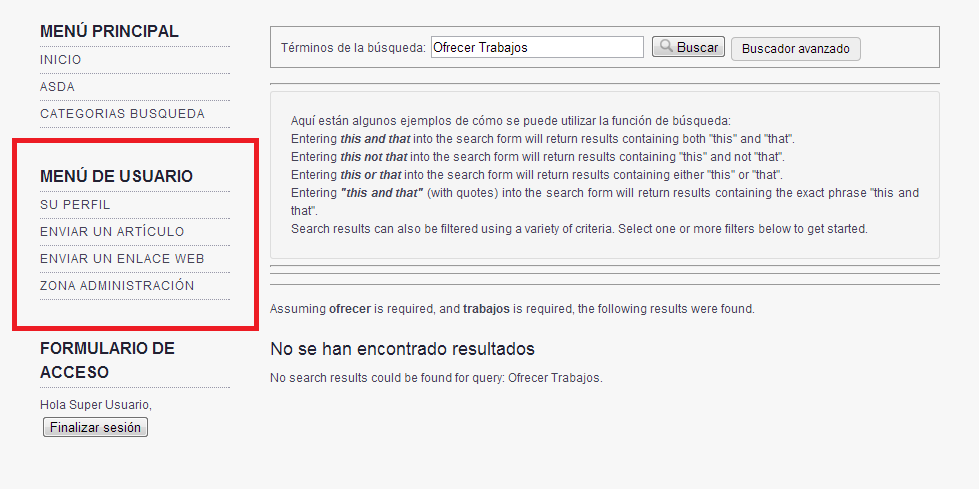 MENÚ PRINCIPAL
INICIO
ASDA
CATEGORIAS BUSQUEDA
MENÚ DE USUARIO
SU PERFIL
ENVIAR UN ARTÍCULO
ENVIAR UN ENLACE WEB
ZONA ADMINISTRACIÓN
FORMULARIO DE
ACCESO
Hola Super Usuario,
Finalizar sesión
Términos de la búsqueda: Ofrecer Trabajos Buscar Buscador avanzado
Aquí están algunos ejemplos de cómo se puede utilizar la función de búsqueda:
Entering this and that into the search form will return results containing both "this" and "that".
Entering this not that into the search form will return results containing "this" and not "that".
Entering this or that into the search form will return results containing either "this" or "that".
Entering "this and that" (with quotes) into the search form will return results containing the exact phrase "this and
that".
Search results can also be filtered using a variety of criteria. Select one or more filters below to get started.
Assuming ofrecer is required, and trabajos is required, the following results were found.
No se han encontrado resultados
No search results could be found for query: Ofrecer Trabajos.